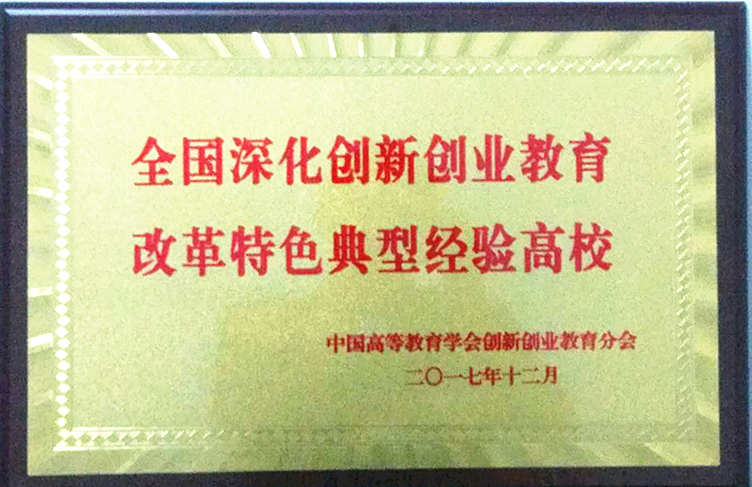 全国深化创新创业教育
改革特色典型经验高校
中国高等教育学会创新创业教育分会
二〇一七年十二月